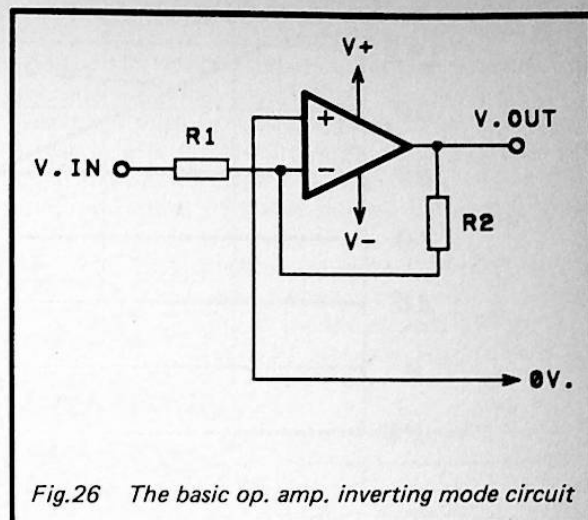 V+
R1
+
V.OUT
V.IN
−
R2
V−
0V.
Fig.26 The basic op. amp. inverting mode circuit